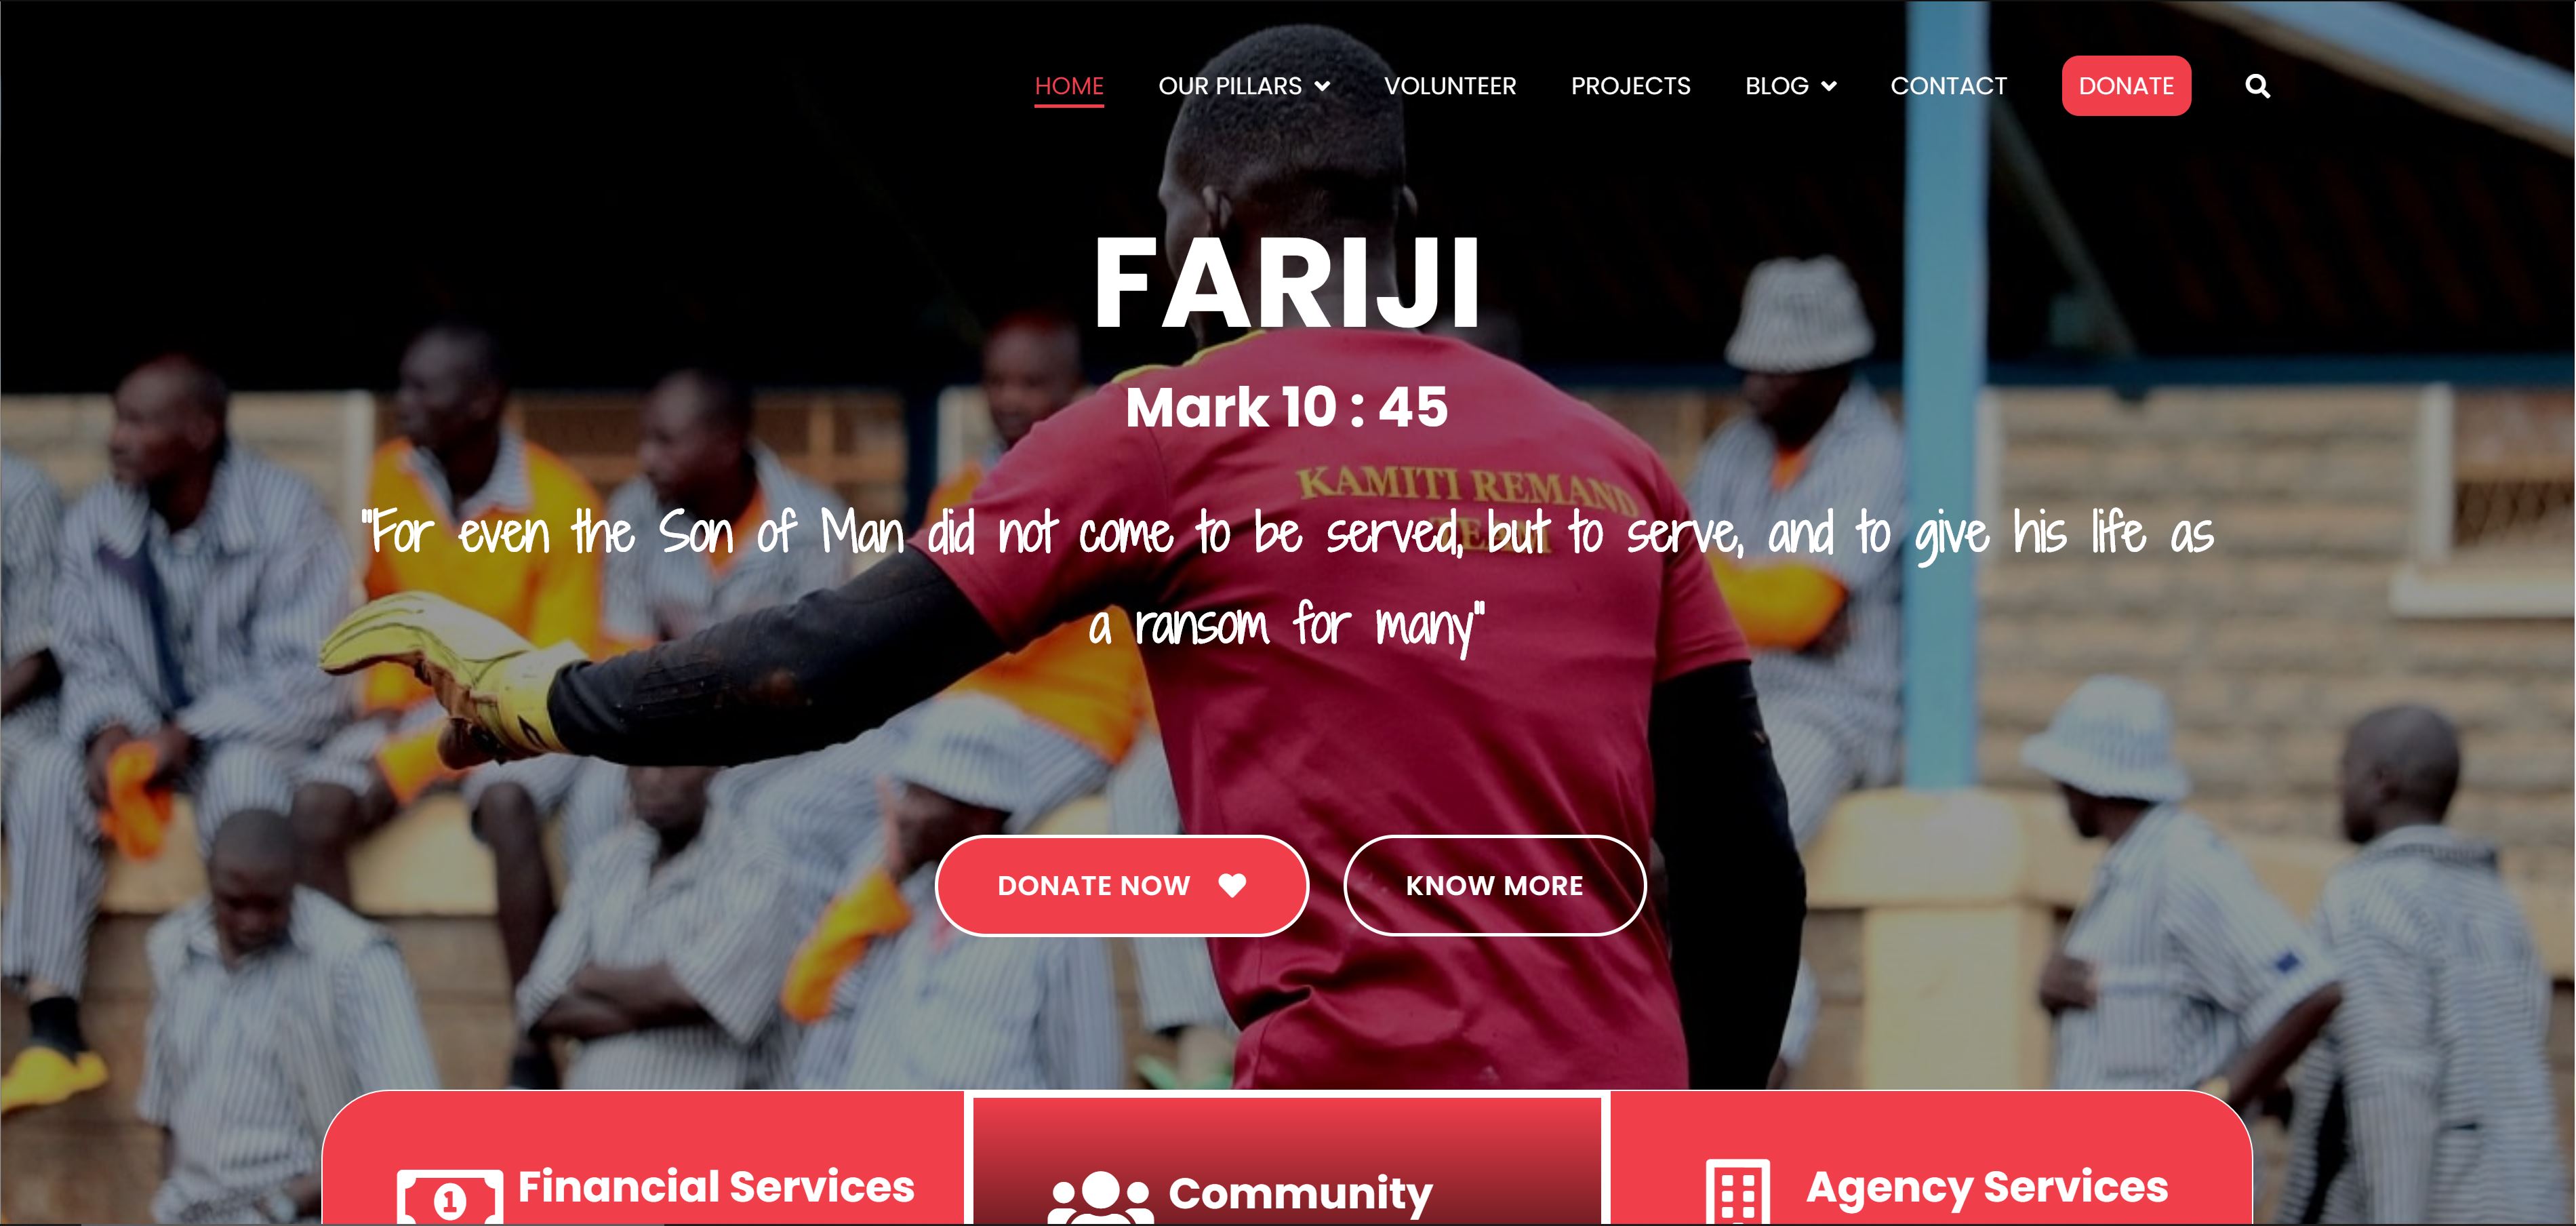 HOME OUR PILLARS VOLUNTEER PROJECTS BLOG CONTACT DONATE
FARIJI
Mark 10 : 45
KAMITI REMAND
TEAM
"For even the Son of Man did not come to be served, but to serve, and to give his life as
a ransom for many"
DONATE NOW KNOW MORE
1 Financial Services
Community
Agency Services